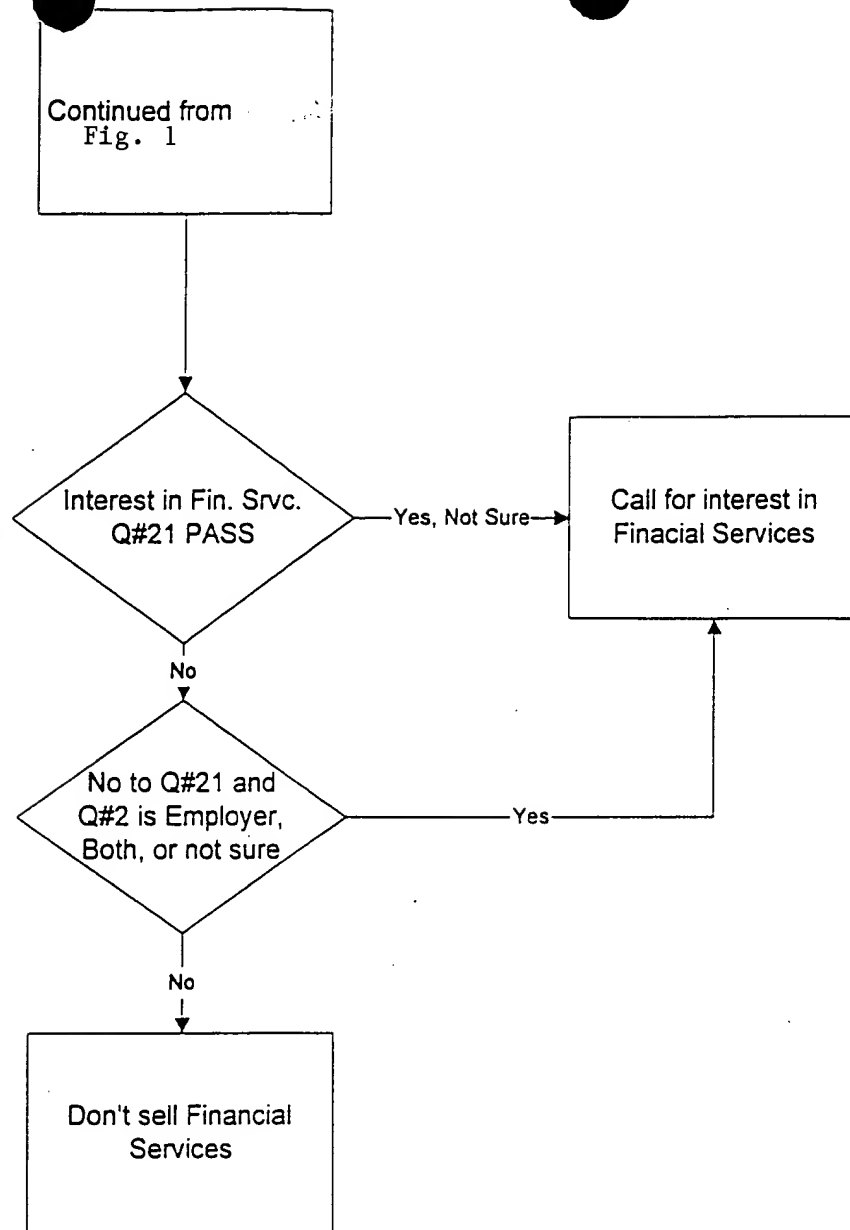 Continued from
Fig. 1
Interest in Fin. Srvc.
Q#21 PASS
Yes, Not Sure
Call for interest in
Finacial Services
No
No to Q#21 and
Q#2 is Employer,
Both, or not sure
Yes
No
Don't sell Financial
Services